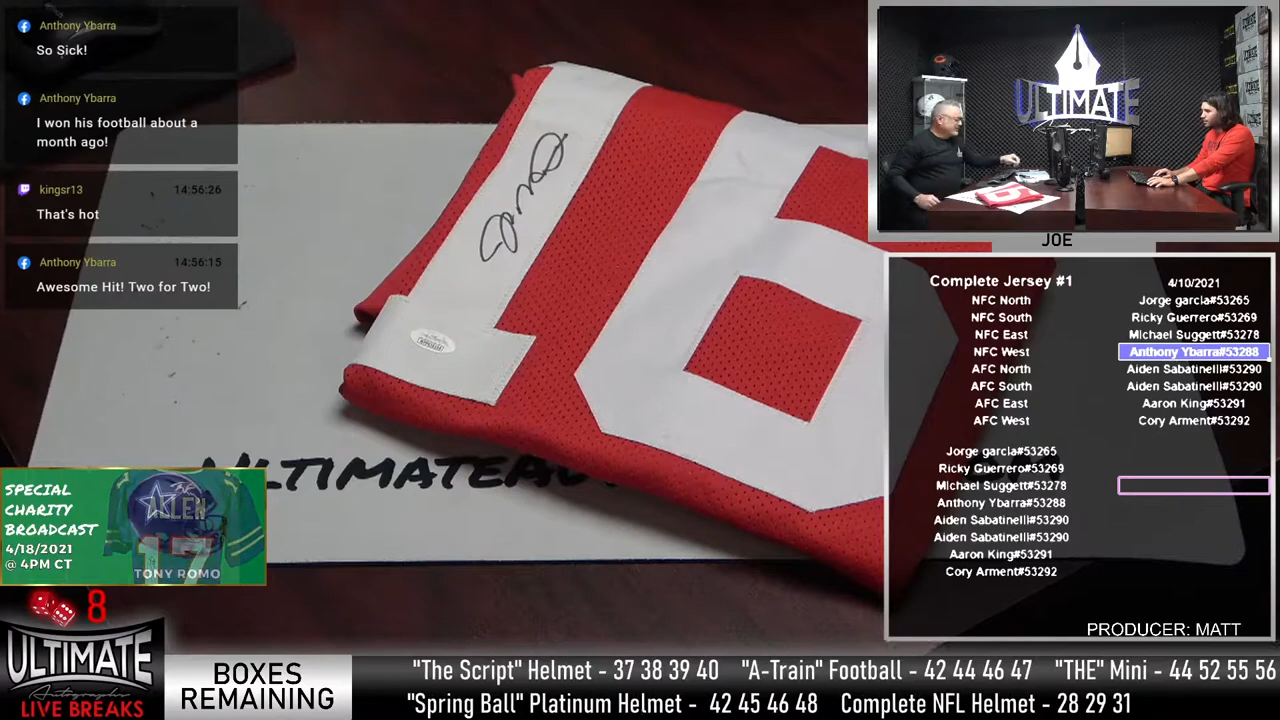 Anthony Ybarra
So Sick!
Anthony Ybarra
I won his football about a
month ago!
kingsr13 14:56:26
That's hot
Anthony Ybarra 14:56:15
Awesome Hit! Two for Two!
16
ULTIMATE
ULTIMATE
JOE
Complete Jersey #1 4/10/2021
NFC North Jorge garcia#53265
NFC South Ricky Guerrero#53269
NFC East Michael Suggett#53278
NFC West Anthony Ybarra#53288
AFC North Aiden Sabatinelli#53290
AFC South Aiden Sabatinelli#53290
AFC East Aaron King#53291
AFC West Cory Arment#53292
Jorge garcia#53265
Ricky Guerrero#53269
Michael Suggett#53278
Anthony Ybarra#53288
Aiden Sabatinelli#53290
Aiden Sabatinelli#53290
Aaron King#53291
Cory Arment#53292
PRODUCER: MATT
SPECIAL
CHARITY
BROADCAST
4/18/2021
@ 4PM CT
ALLEN
17
TONY ROMO
8
ULTIMATE
Autographs
LIVE BREAKS
BOXES
REMAINING
"The Script" Helmet - 37 38 39 40 "A-Train" Football - 42 44 46 47 "THE" Mini - 44 52 55 56
"Spring Ball" Platinum Helmet - 42 45 46 48 Complete NFL Helmet - 28 29 31